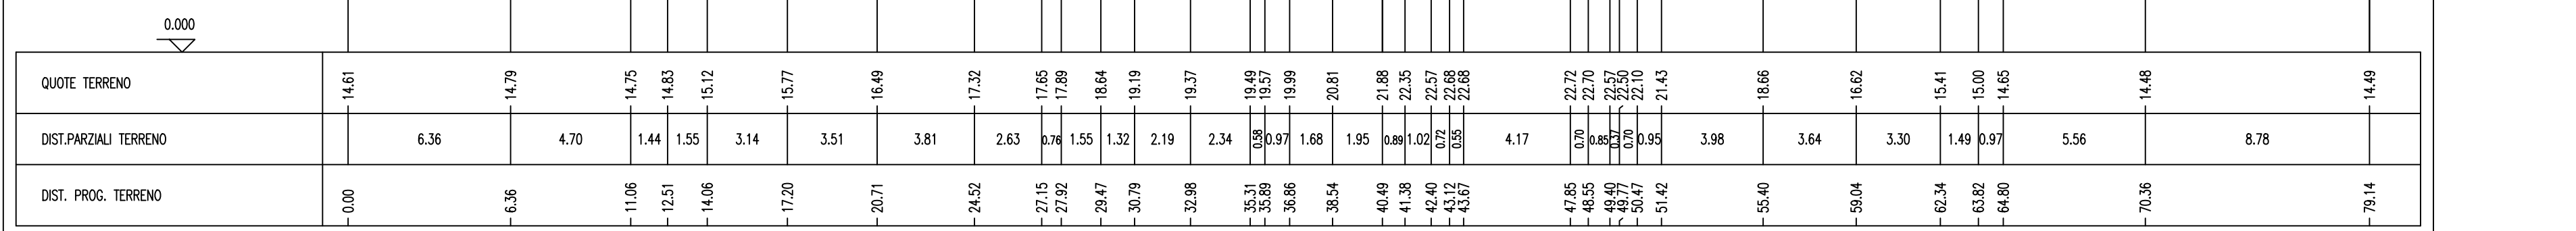 0.000
QUOTE TERRENO 14.61 14.79 14.75 14.83 15.12 15.77 16.49 17.32 17.65 17.89 18.64 19.19 19.37 19.49 19.57 19.99 20.81 21.88 22.35 22.57 22.68 22.68 22.72 22.70 22.57 22.50 22.10 21.43 18.66 16.62 15.41 15.00 14.65 14.48 14.49
DIST.PARZIALI TERRENO 6.36 4.70 1.44 1.55 3.14 3.51 3.81 2.63 0.76 1.55 1.32 2.19 2.34 0.58 0.97 1.68 1.95 0.89 1.02 0.72 0.55 4.17 0.70 0.85 0.37 0.70 0.95 3.98 3.64 3.30 1.49 0.97 5.56 8.78
DIST. PROG. TERRENO 0.00 6.36 11.06 12.51 14.06 17.20 20.71 24.52 27.15 27.92 29.47 30.79 32.98 35.31 35.89 36.86 38.54 40.49 41.38 42.40 43.12 43.67 47.85 48.55 49.40 49.77 50.47 51.42 55.40 59.04 62.34 63.82 64.80 70.36 79.14